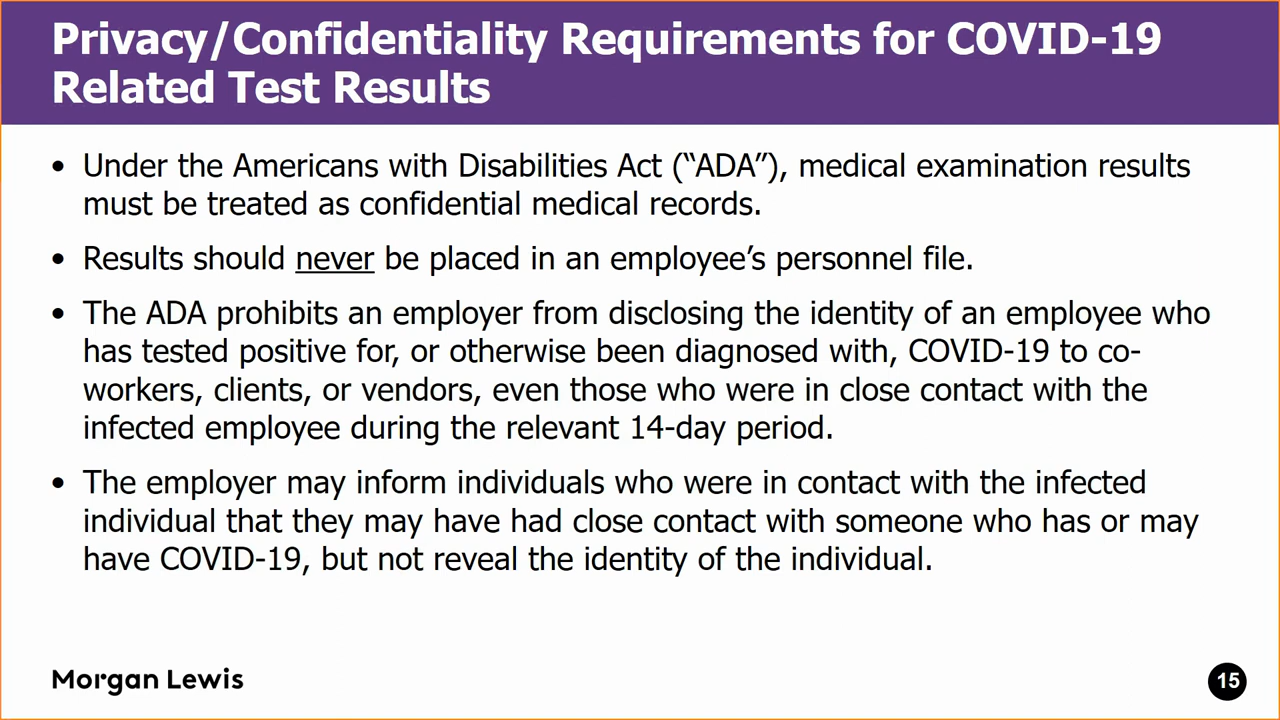 Privacy/Confidentiality Requirements for COVID-19
Related Test Results
• Under the Americans with Disabilities Act (“ADA”), medical examination results
must be treated as confidential medical records.
• Results should never be placed in an employee’s personnel file.
• The ADA prohibits an employer from disclosing the identity of an employee who
has tested positive for, or otherwise been diagnosed with, COVID-19 to co-
workers, clients, or vendors, even those who were in close contact with the
infected employee during the relevant 14-day period.
• The employer may inform individuals who were in contact with the infected
individual that they may have had close contact with someone who has or may
have COVID-19, but not reveal the identity of the individual.
Morgan Lewis
15